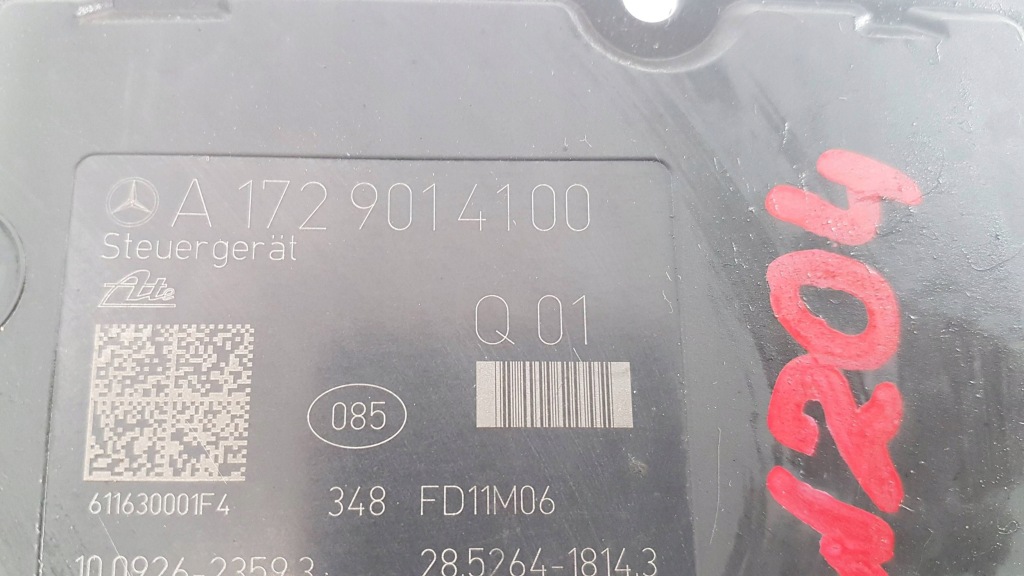 A 172 901 41 00
Steuergerät
Ate
Q 01
085
611630001F4
348 FD11M06
10.0926-2359.3
28.5264-1814.3
W204